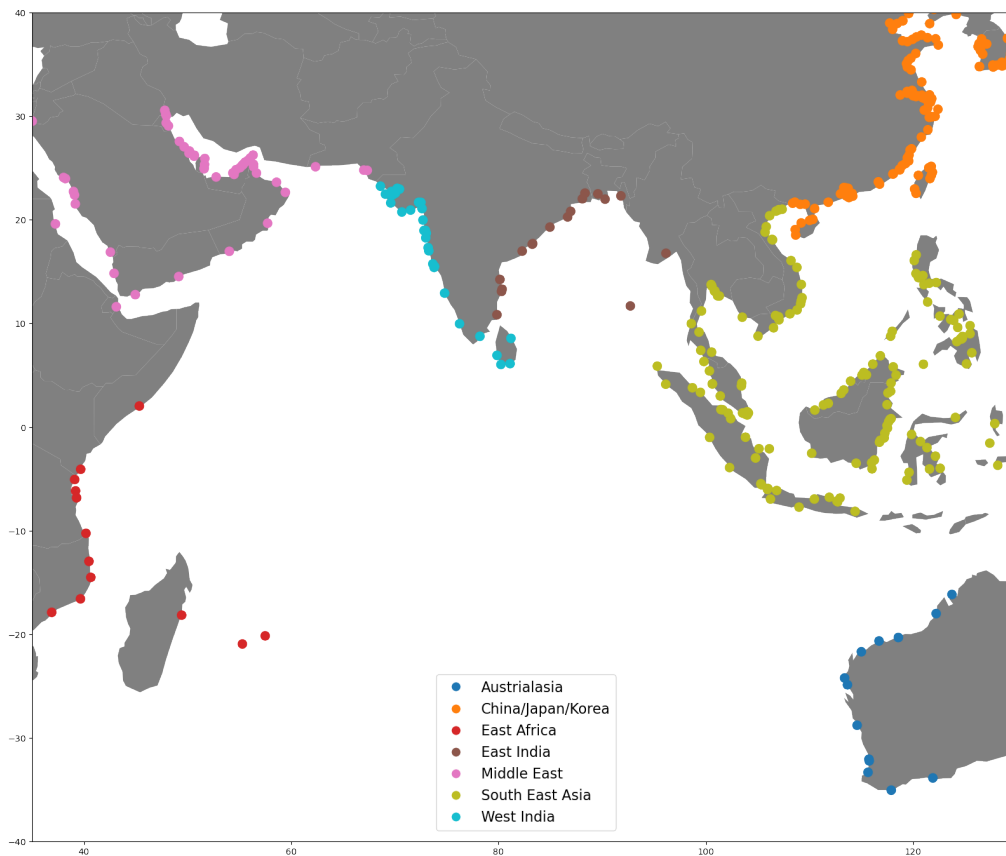 40
30
20
10
0
−10
−20
−30
−40
40
60
80
100
120
Austrialasia
China/Japan/Korea
East Africa
East India
Middle East
South East Asia
West India